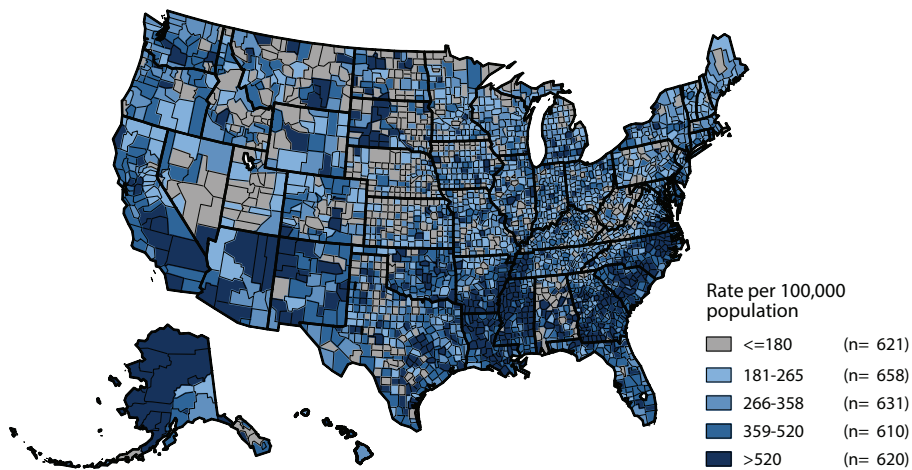 Rate per 100,000
population
<=180 (n= 621)
181-265 (n= 658)
266-358 (n= 631)
359-520 (n= 610)
>520 (n= 620)